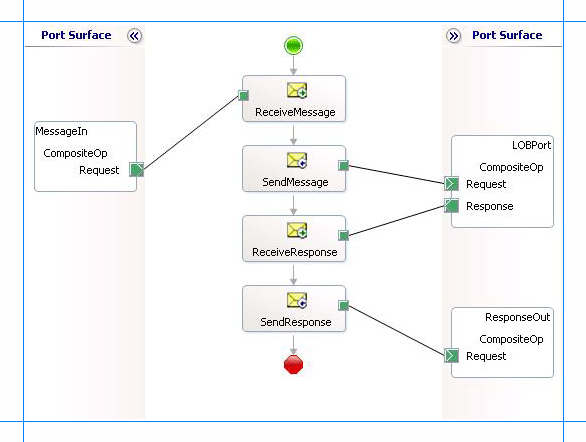 Port Surface
Port Surface
MessageIn
CompositeOp
Request
ReceiveMessage
SendMessage
ReceiveResponse
SendResponse
LOBPort
CompositeOp
Request
Response
ResponseOut
CompositeOp
Request